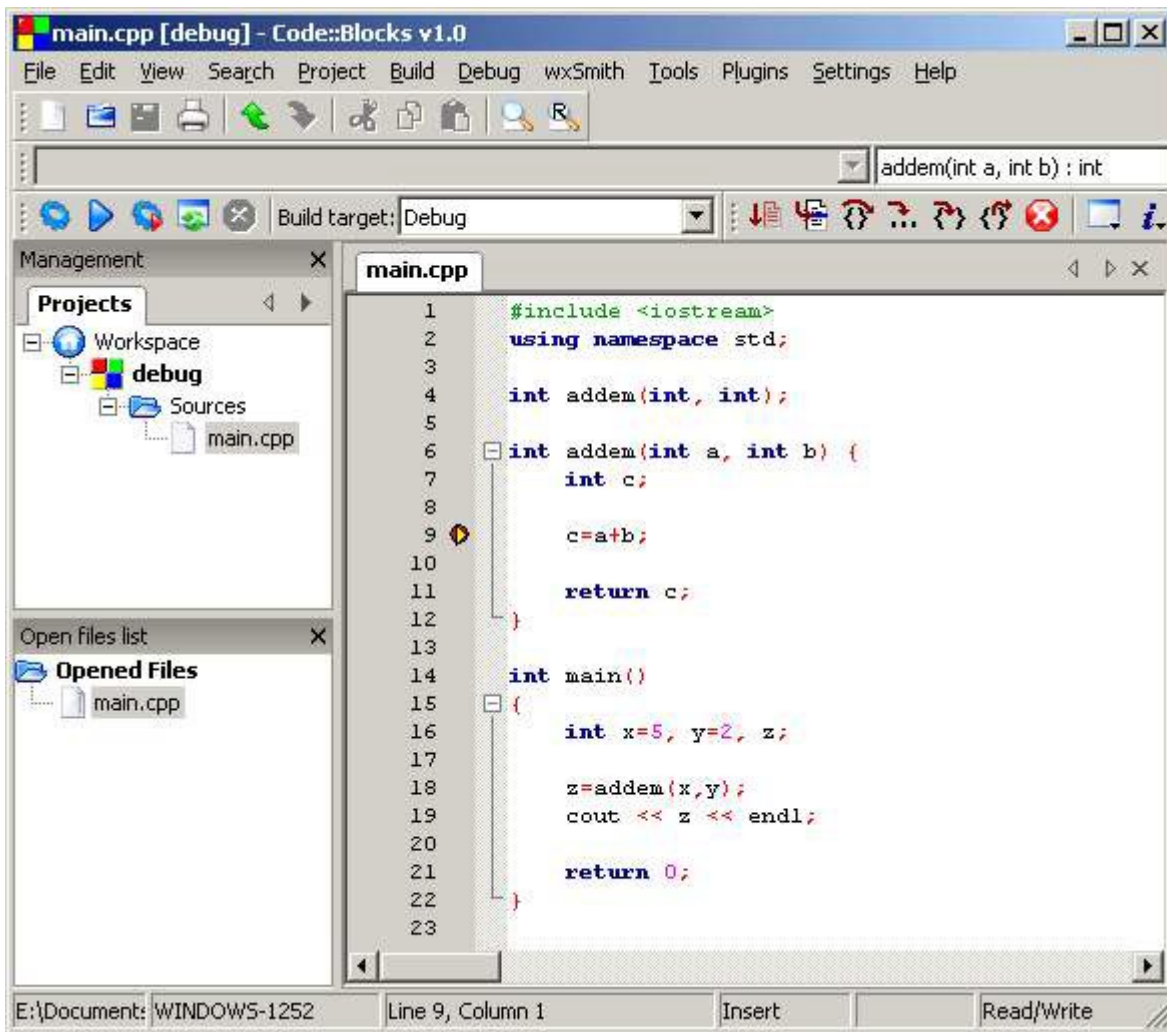 main.cpp [debug] - Code::Blocks v1.0
File Edit View Search Project Build Debug wxSmith Tools Plugins Settings Help
R
addem(int a, int b) : int
Build target: Debug
i
Management
Projects
Workspace
debug
Sources
main.cpp
Open files list
Opened Files
main.cpp
main.cpp
1 #include <iostream>
2 using namespace std;
3
4 int addem(int, int);
5
6 int addem(int a, int b) {
7 int c;
8
9 c=a+b;
10
11 return c;
12 }
13
14 int main()
15 {
16 int x=5, y=2, z;
17
18 z=addem(x,y);
19 cout << z << endl;
20
21 return 0;
22 }
23
E:\Document: WINDOWS-1252 Line 9, Column 1 Insert Read/Write